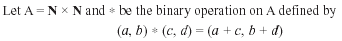 Let A = N × N and * be the binary operation on A defined by
(a, b) * (c, d) = (a + c, b + d)